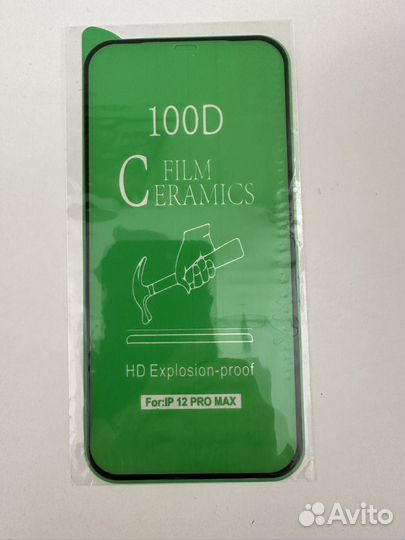 100D
FILM
CERAMICS
HD Explosion-proof
For:IP 12 PRO MAX
Avito